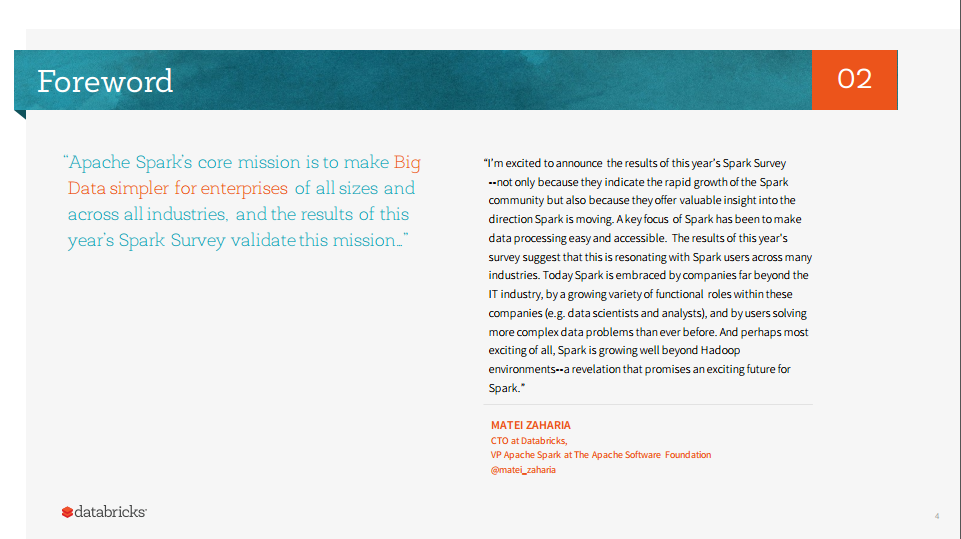 Foreword
02
“Apache Spark’s core mission is to make Big
Data simpler for enterprises of all sizes and
across all industries, and the results of this
year’s Spark Survey validate this mission…”
“I’m excited to announce the results of this year’s Spark Survey
--not only because they indicate the rapid growth of the Spark
community but also because they offer valuable insight into the
direction Spark is moving. A key focus of Spark has been to make
data processing easy and accessible. The results of this year’s
survey suggest that this is resonating with Spark users across many
industries. Today Spark is embraced by companies far beyond the
IT industry, by a growing variety of functional roles within these
companies (e.g. data scientists and analysts), and by users solving
more complex data problems than ever before. And perhaps most
exciting of all, Spark is growing well beyond Hadoop
environments--a revelation that promises an exciting future for
Spark.”
MATEI ZAHARIA
CTO at Databricks,
VP Apache Spark at The Apache Software Foundation
@matei_zaharia
databricks
4